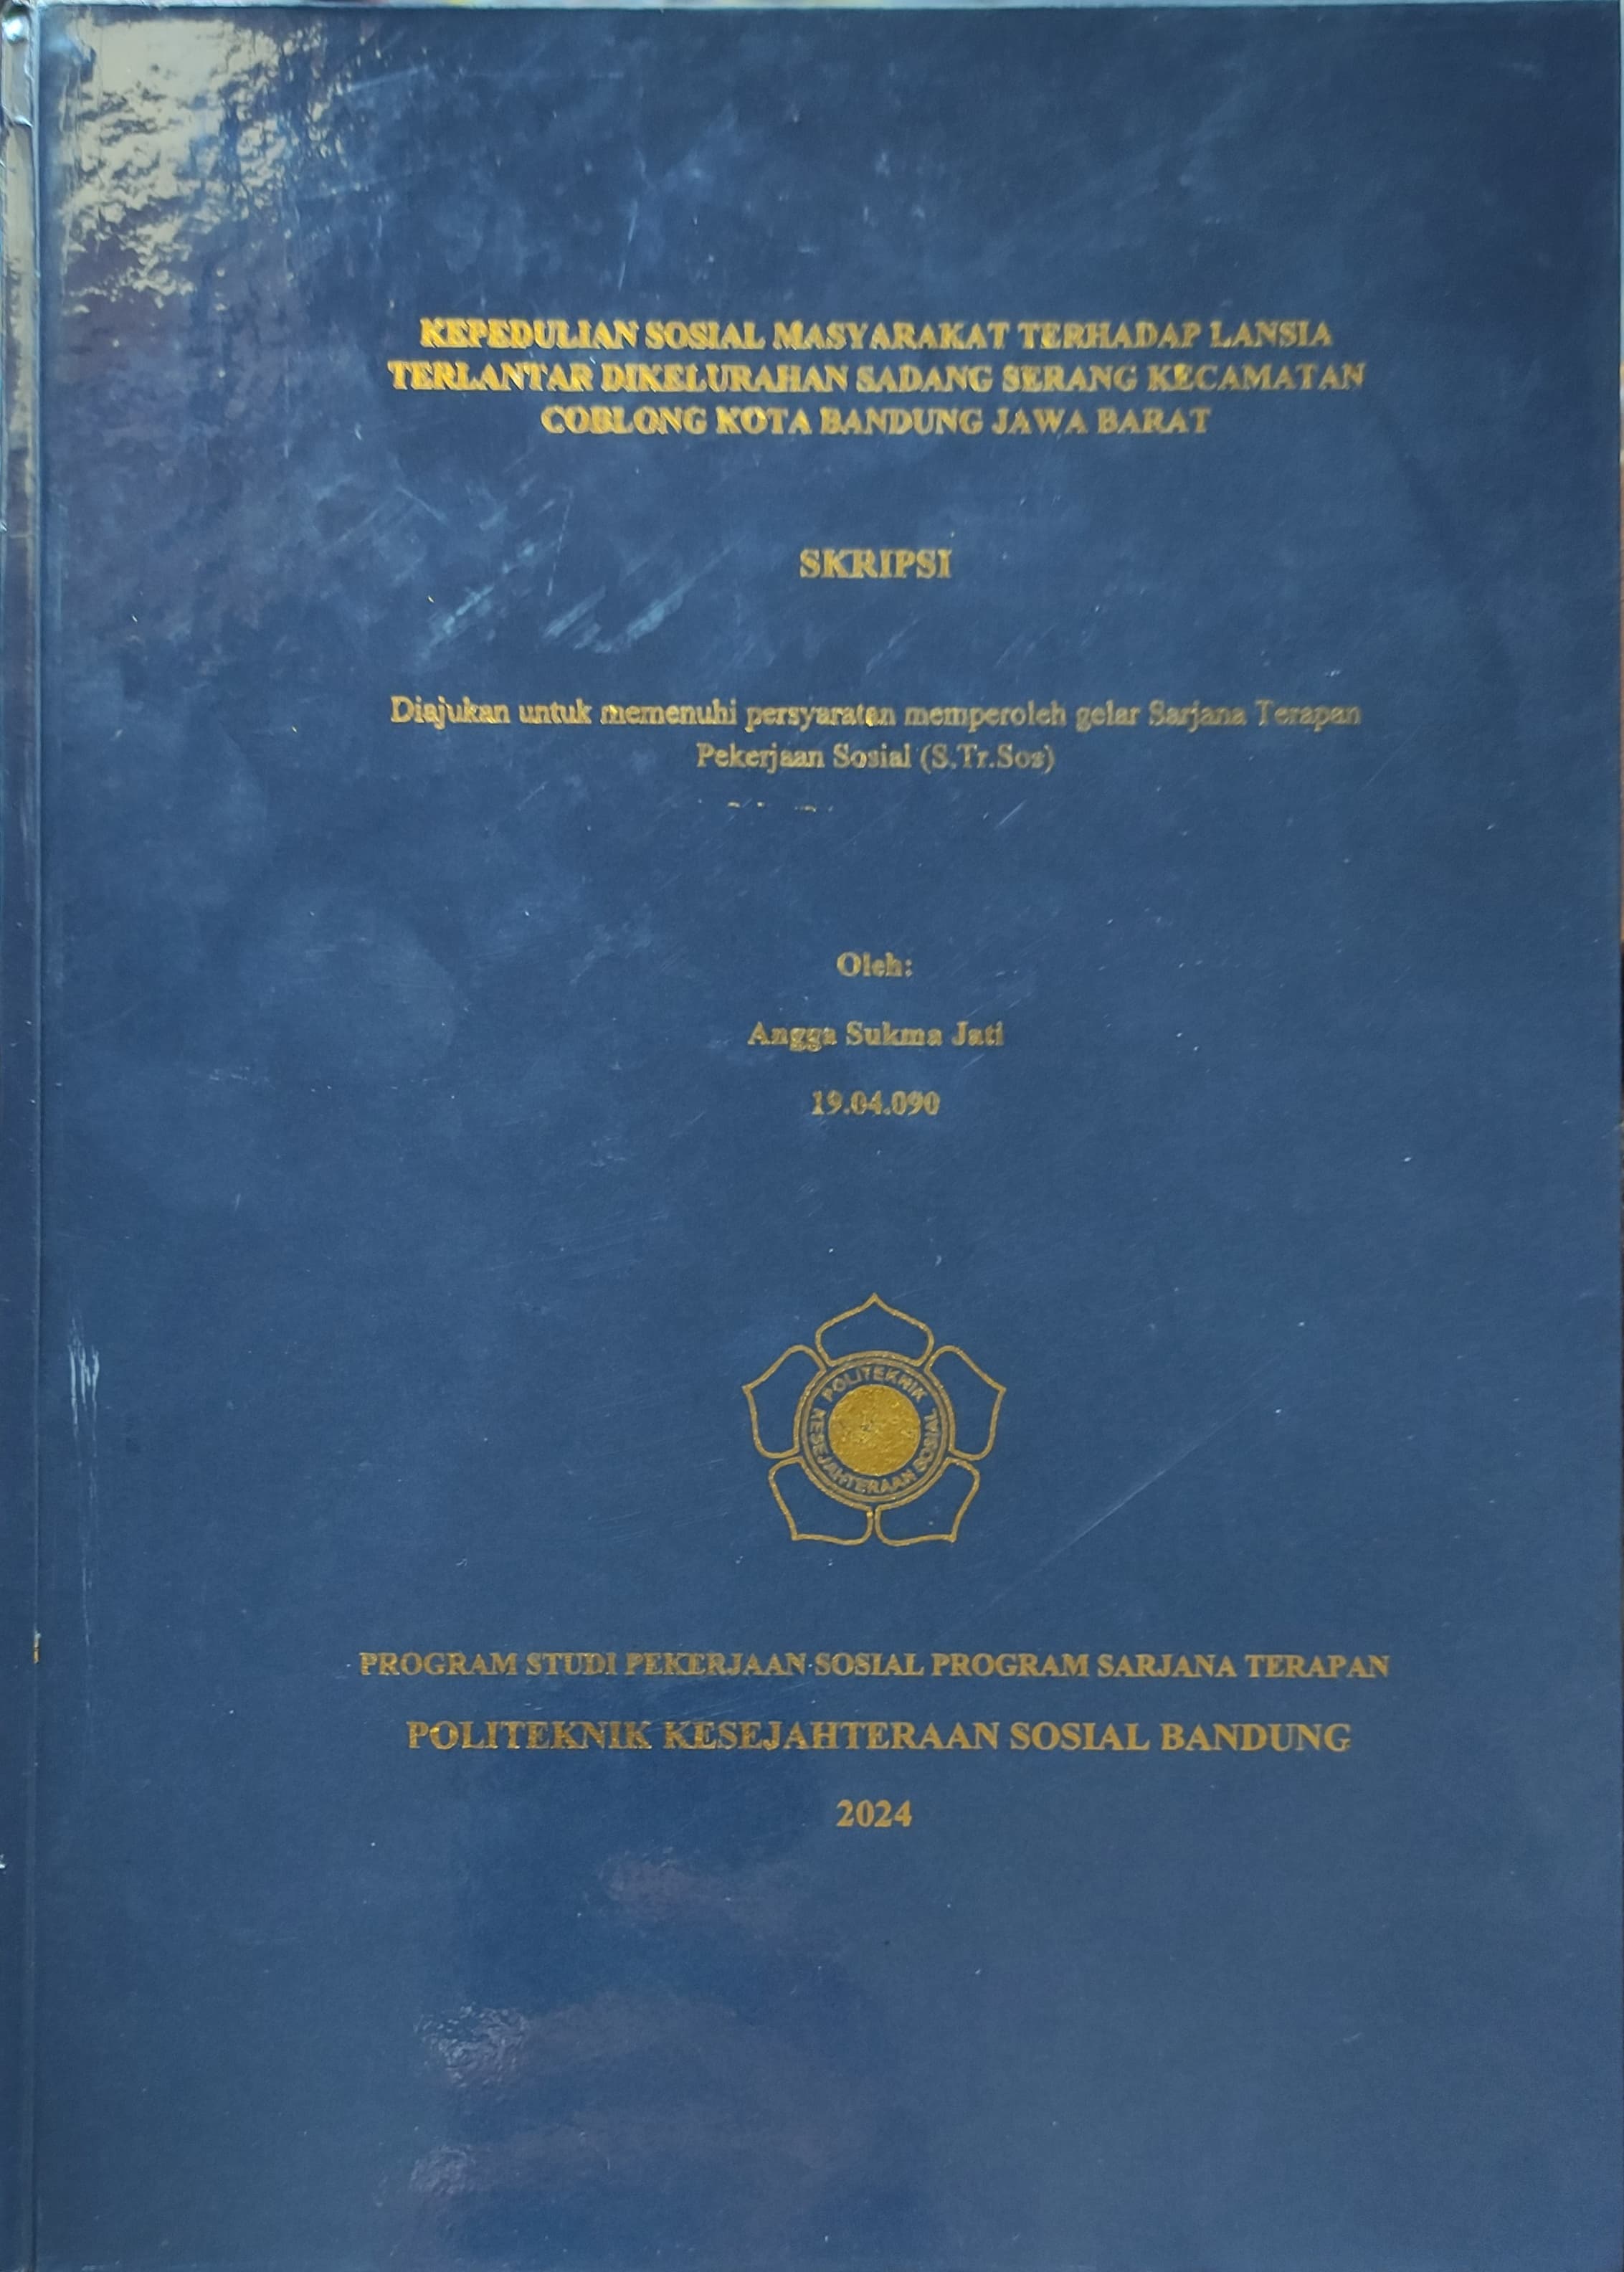 KEPEDULIAN SOSIAL MASYARAKAT TERHADAP LANSIA
TERLANTAR DIKELURAHAN SADANG SERANG KECAMATAN
COBLONG KOTA BANDUNG JAWA BARAT
SKRIPSI
Diajukan untuk memenuhi persyaratan memperoleh gelar Sarjana Terapan
Pekerjaan Sosial (S.Tr.Sos)
Oleh:
Angga Sukma Jati
19.04.090
POLITEKNIK
KESEJAHTERAAN SOSIAL
PROGRAM STUDI PEKERJAAN SOSIAL PROGRAM SARJANA TERAPAN
POLITEKNIK KESEJAHTERAAN SOSIAL BANDUNG
2024